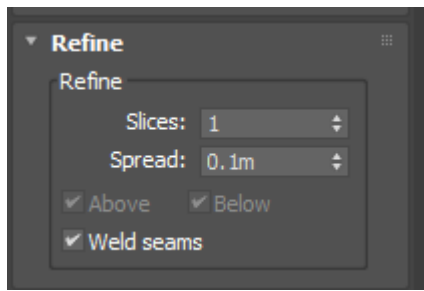 Refine
Refine
Slices: 1
Spread: 0.1m
Above Below
Weld seams